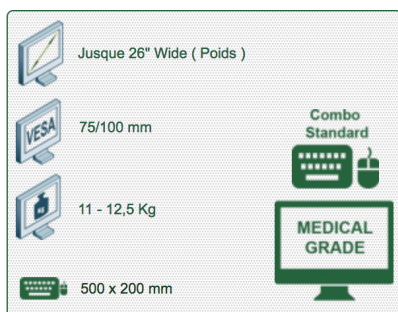 Jusque 26" Wide ( Poids )
VESA
75/100 mm
Combo
Standard
KG
11 - 12,5 Kg
MEDICAL
GRADE
500 x 200 mm